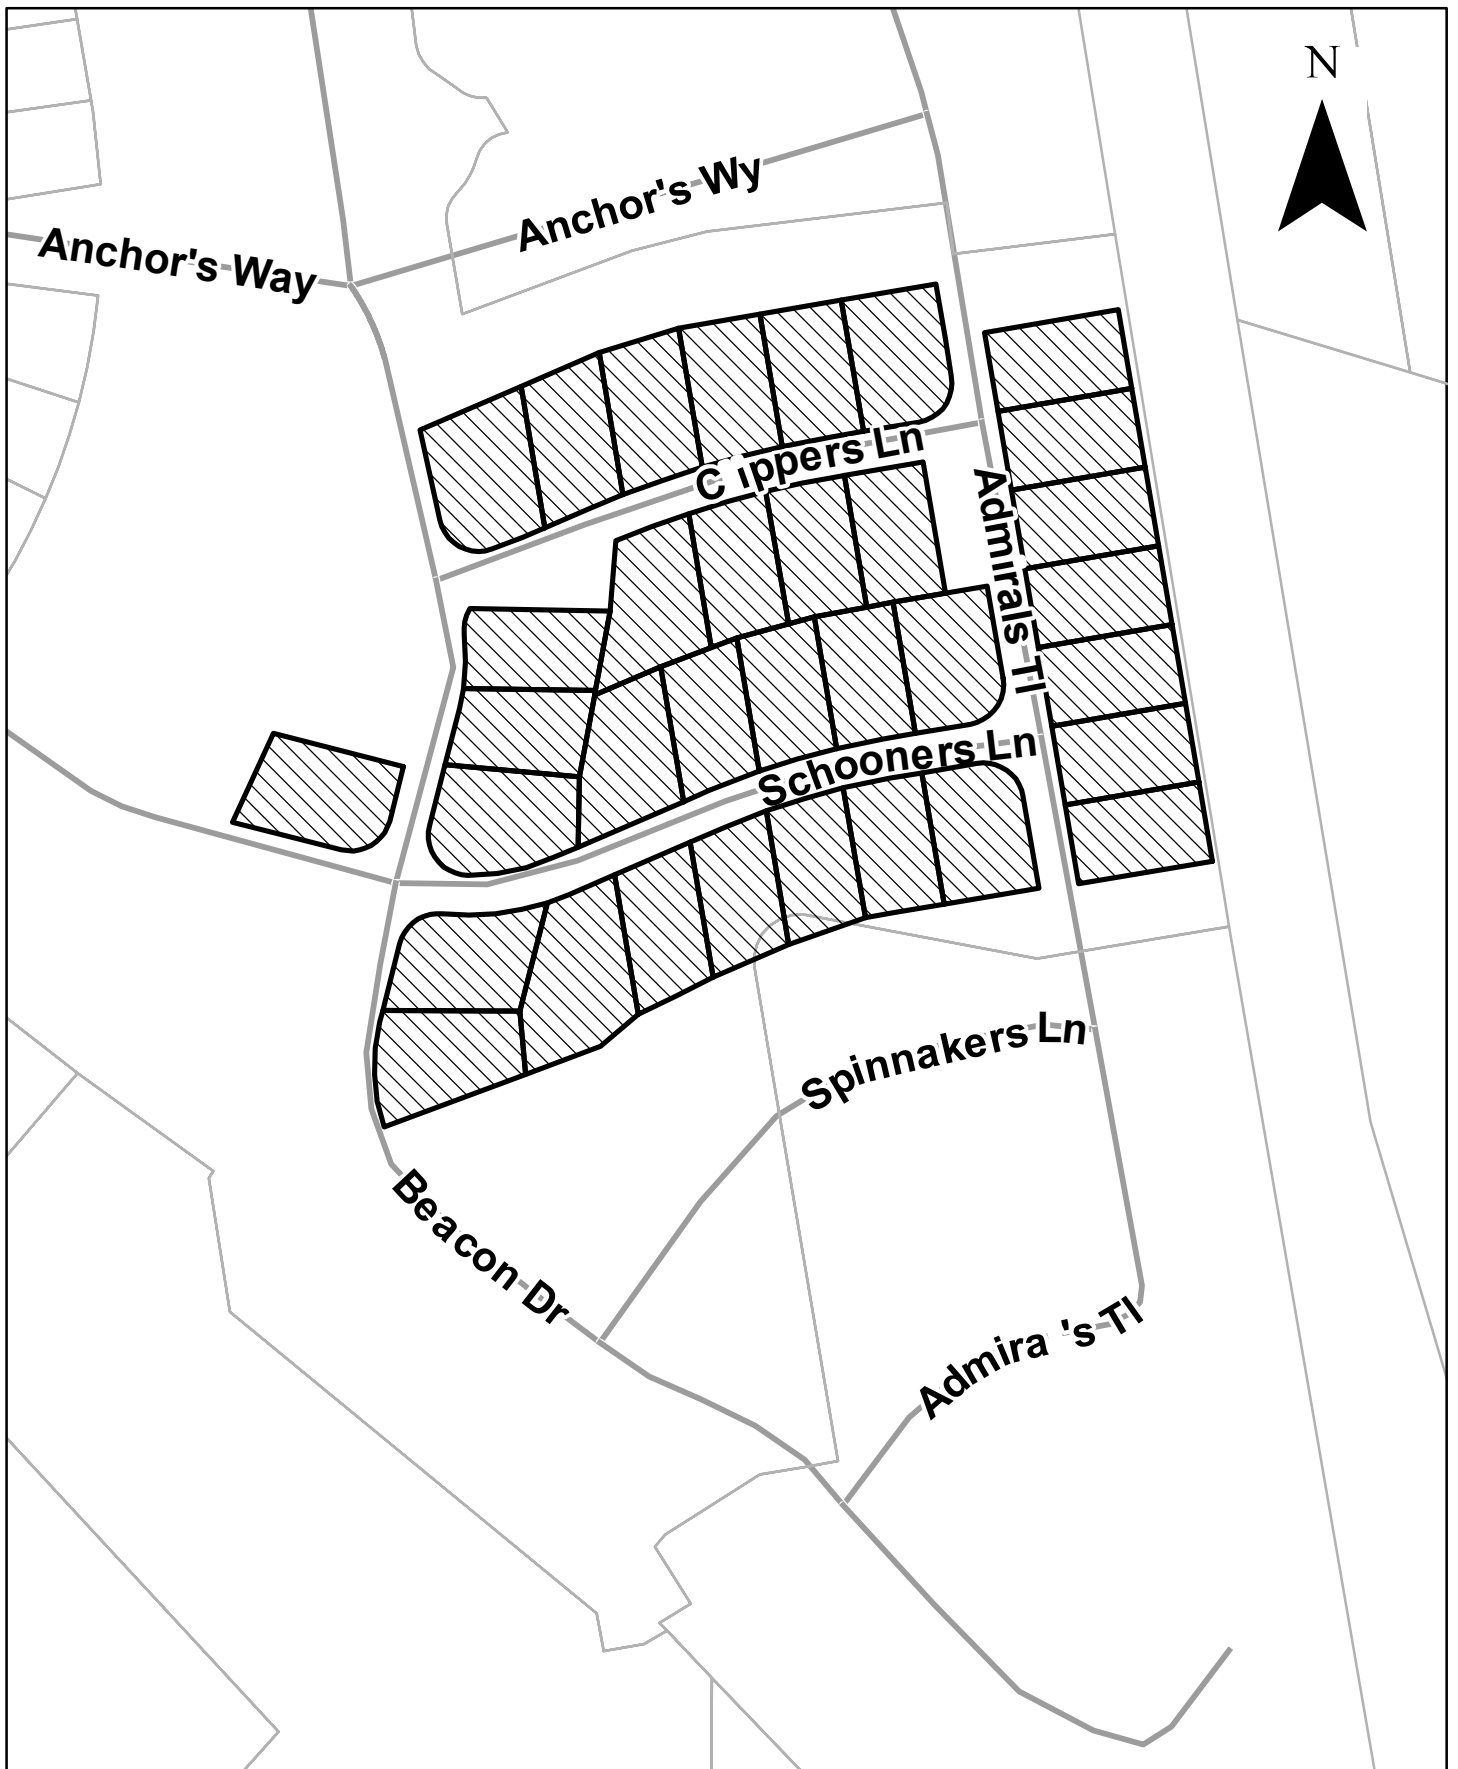 N
Anchor's Wy
Anchor's Way
C ippers Ln
Admirals Tl
Schooners Ln
Spinnakers Ln
Beacon Dr
Admira 's Tl